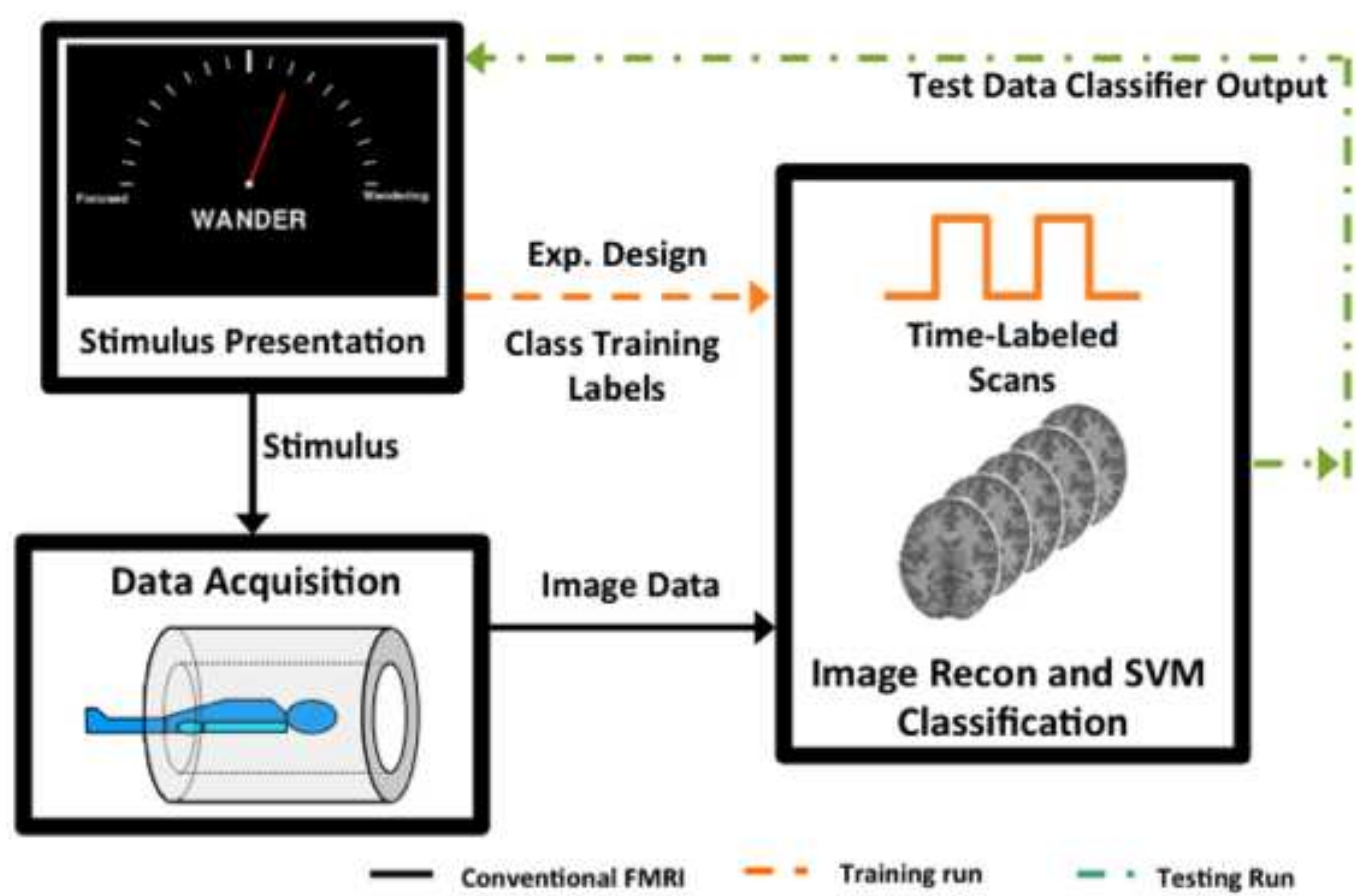 Test Data Classifier Output
Focused
Wandering
WANDER
Stimulus Presentation
Exp. Design
Class Training
Labels
Time-Labeled
Scans
Stimulus
Data Acquisition
Image Data
Image Recon and SVM
Classification
Conventional FMRI
Training run
Testing Run